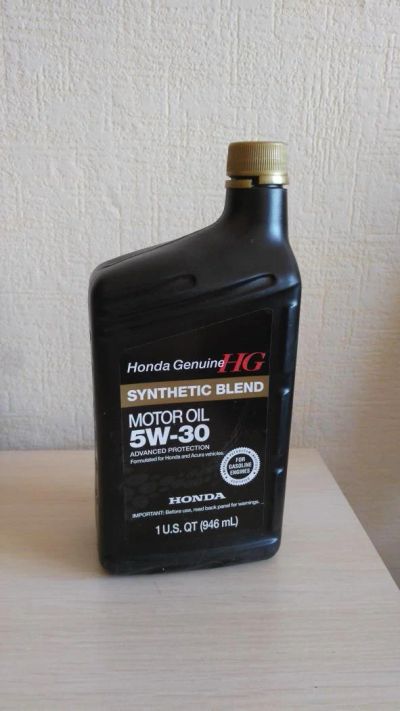 Honda Genuine HG
SYNTHETIC BLEND
MOTOR OIL
5W-30
ADVANCED PROTECTION
Formulated for Honda and Acura vehicles.
FOR
GASOLINE
ENGINES
HONDA
IMPORTANT: Before use, read back panel for warnings.
1 U.S. QT (946 mL)